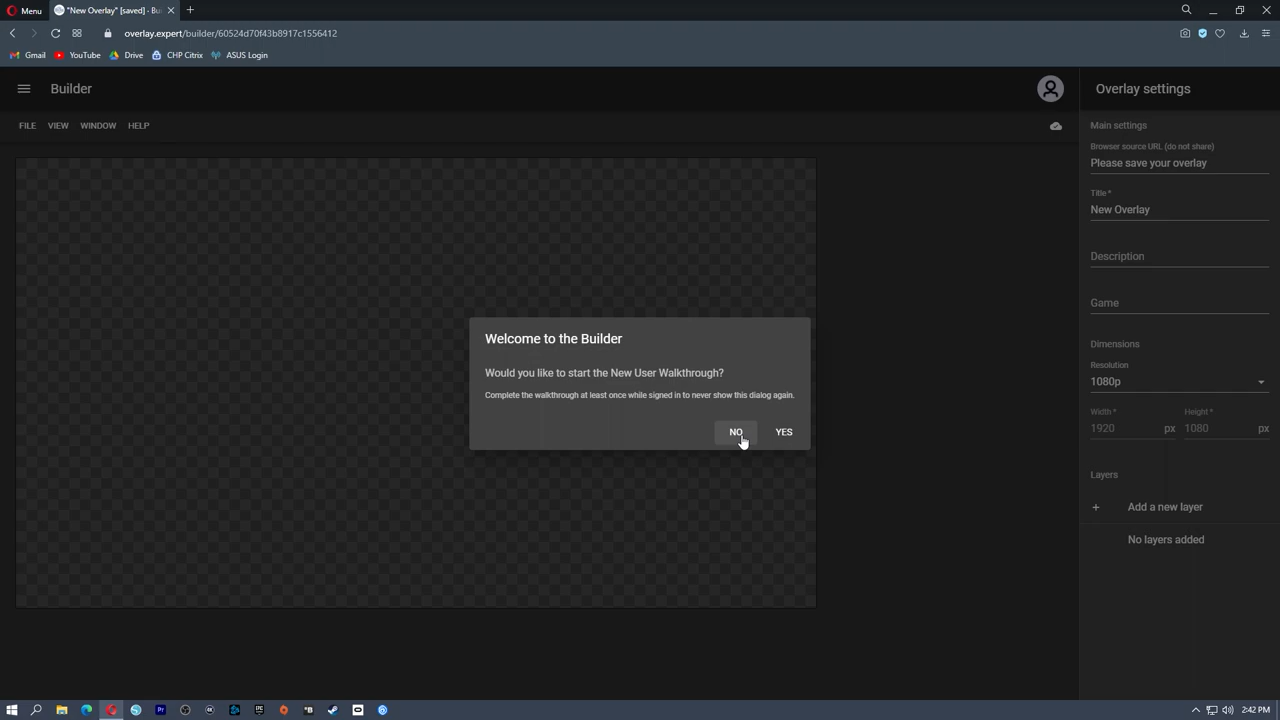 Menu
"New Overlay" [saved] - Bui
overlay.expert/builder/60524d70f43b8917c1556412
Gmail
YouTube
Drive
CHP Citrix
ASUS Login
Builder
Overlay settings
FILE
VIEW
WINDOW
HELP
Main settings
Browser source URL (do not share)
Please save your overlay
Title *
New Overlay
Description
Game
Dimensions
Resolution
1080p
Width *
Height *
1920
px
1080
px
Layers
+
Add a new layer
No layers added
Welcome to the Builder
Would you like to start the New User Walkthrough?
Complete the walkthrough at least once while signed in to never show this dialog again.
NO
YES
2:42 PM